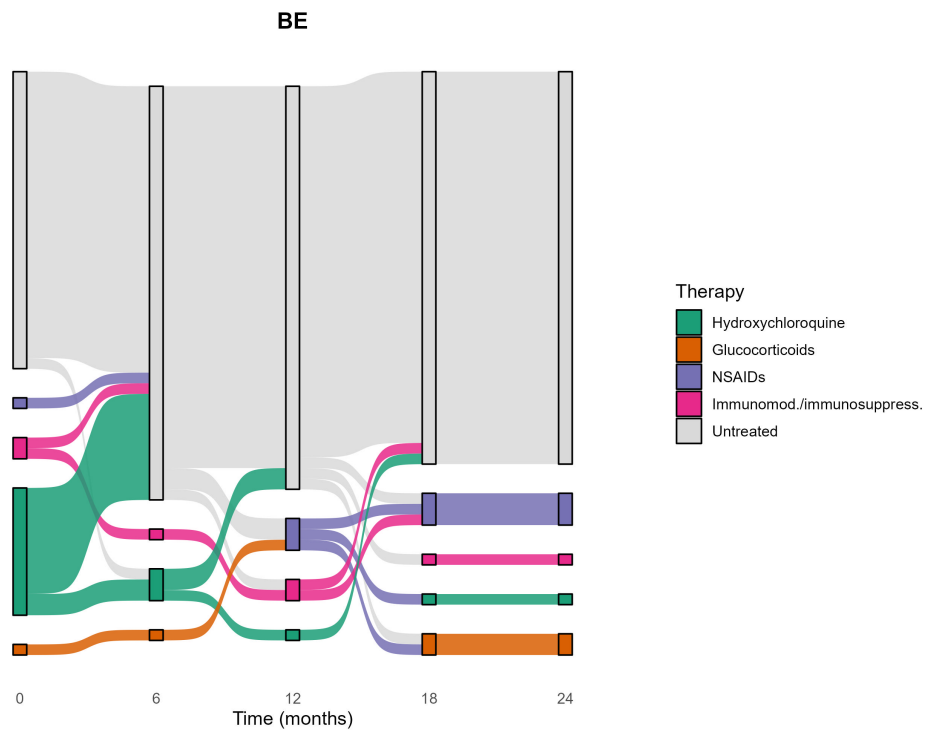 BE
Therapy
Hydroxychloroquine
Glucocorticoids
NSAIDs
Immunomod./immunosuppress.
Untreated
0 6 12 18 24
Time (months)